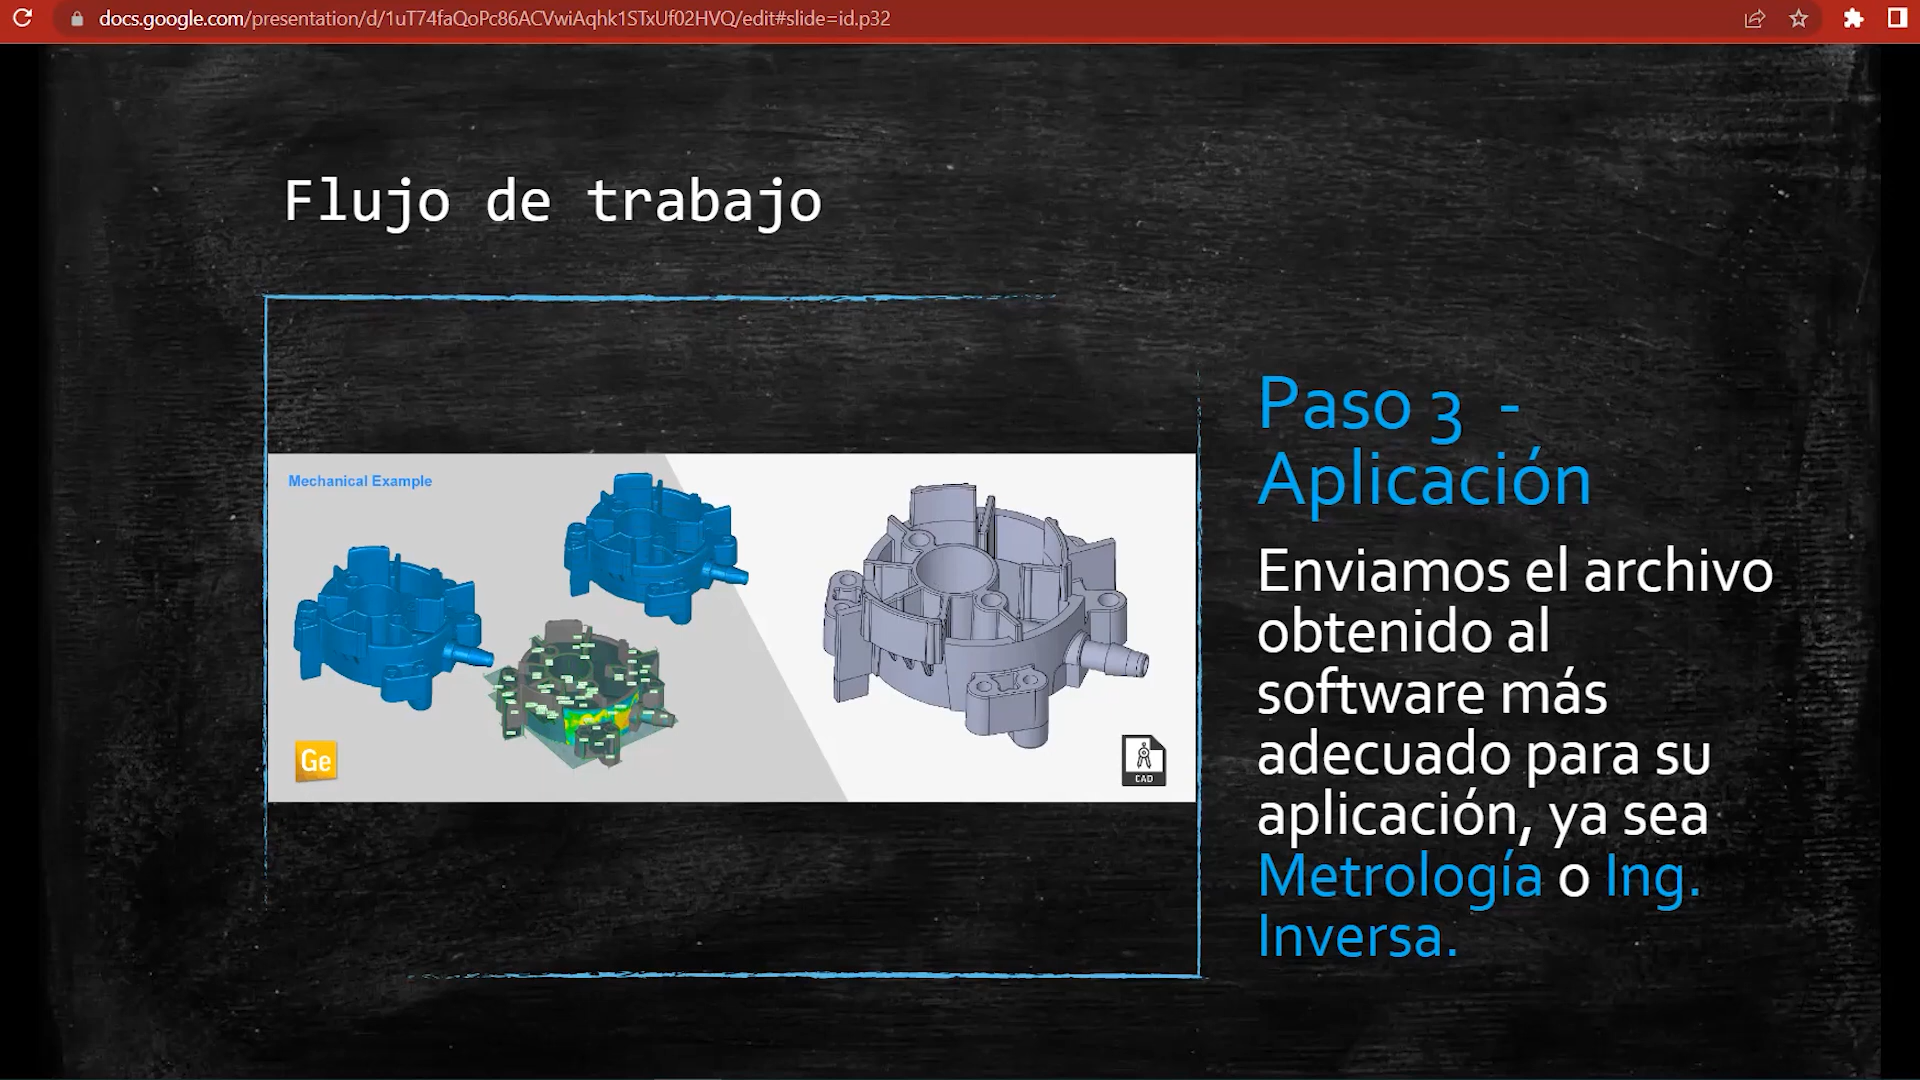 docs.google.com/presentation/d/1uT74faQoPc86ACVwiAqhk1STxUf02HVQ/edit#slide=id.p32
Flujo de trabajo
Mechanical Example
Ge
CAD
Paso 3 -
Aplicación
Enviamos el archivo
obtenido al
software más
adecuado para su
aplicación, ya sea
Metrología o Ing.
Inversa.